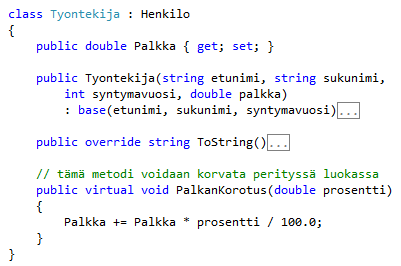 class Tyontekija : Henkilo
{
public double Palkka { get; set; }
public Tyontekija(string etunimi, string sukunimi,
int syntymavuosi, double palkka)
: base(etunimi, sukunimi, syntymavuosi)...
public override string ToString()...
// tämä metodi voidaan korvata perityssä luokassa
public virtual void PalkanKorotus(double prosentti)
{
Palkka += Palkka * prosentti / 100.0;
}
}